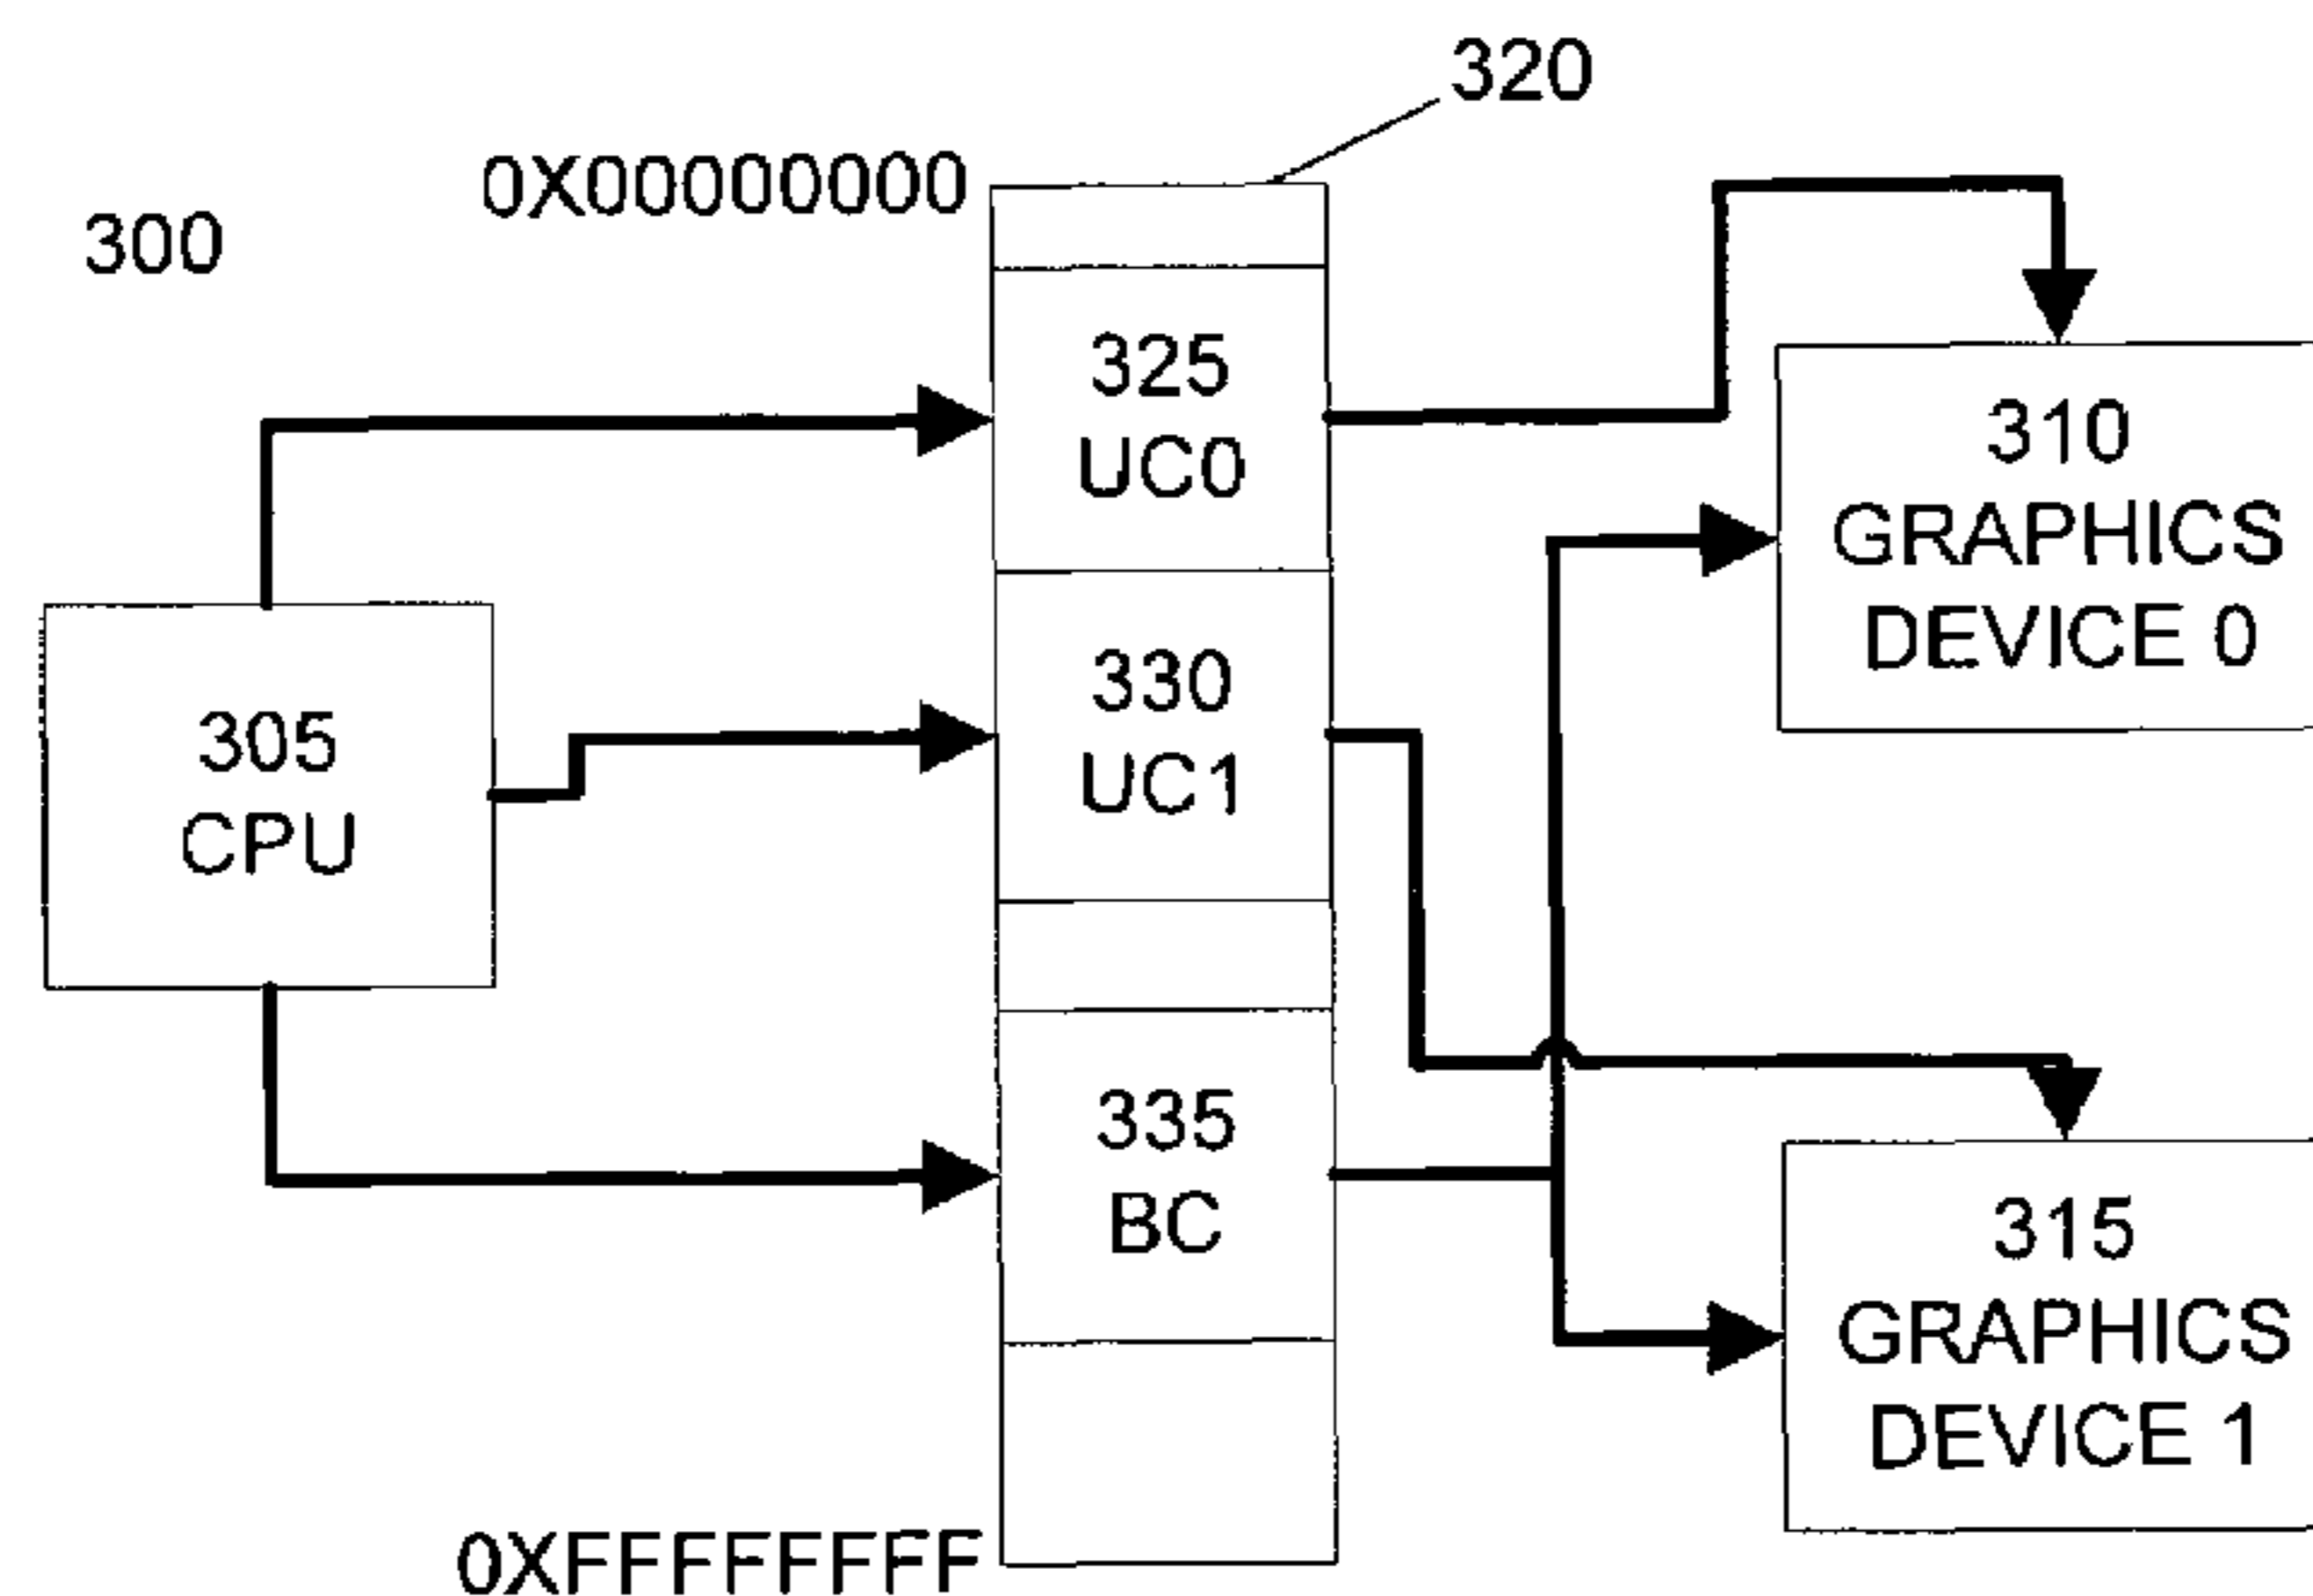 320
0X00000000
300
325
UC0
310
GRAPHICS
DEVICE 0
330
UC1
305
CPU
335
BC
315
GRAPHICS
DEVICE 1
0XFFFFFFFF